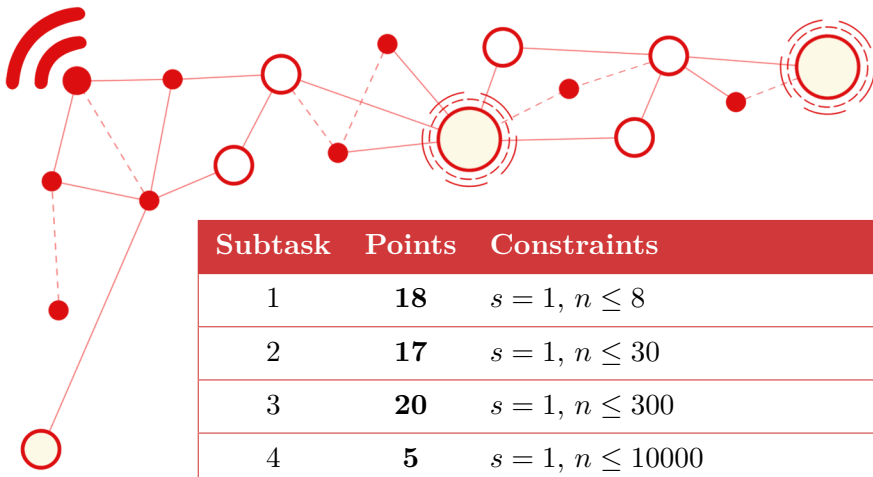 Subtask Points Constraints
1 18 s = 1, n ≤ 8
2 17 s = 1, n ≤ 30
3 20 s = 1, n ≤ 300
4 5 s = 1, n ≤ 10000